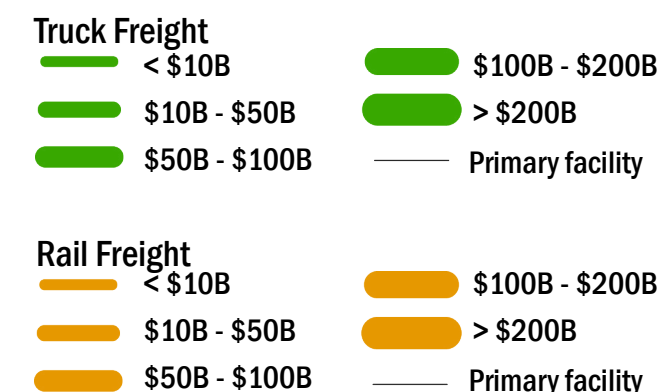 Truck Freight
< $10B
$10B - $50B
$50B - $100B
$100B - $200B
> $200B
Primary facility
Rail Freight
< $10B
$10B - $50B
$50B - $100B
$100B - $200B
> $200B
Primary facility